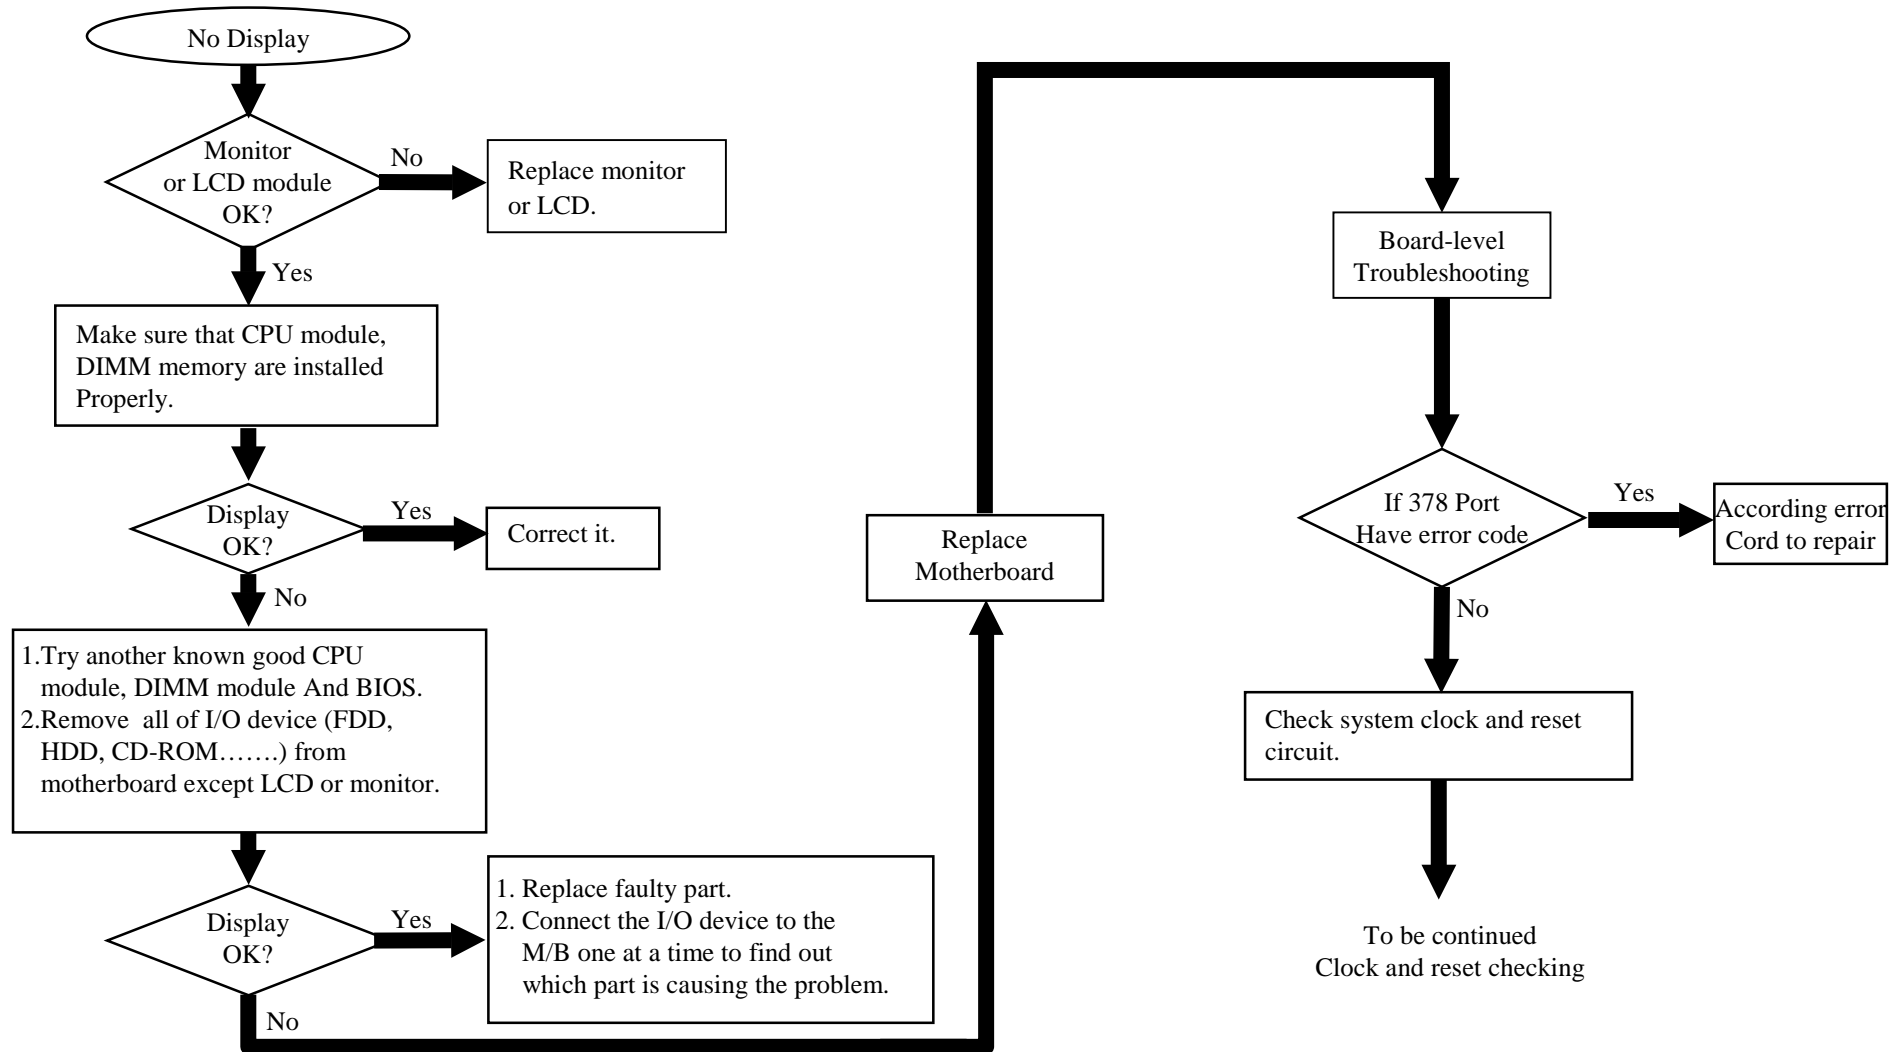 No Display
Monitor
or LCD module
OK?
No
Replace monitor
or LCD.
Yes
Make sure that CPU module,
DIMM memory are installed
Properly.
Display
OK?
Yes
Correct it.
No
1.Try another known good CPU
module, DIMM module And BIOS.
2.Remove all of I/O device (FDD,
HDD, CD-ROM…….) from
motherboard except LCD or monitor.
Display
OK?
Yes
1. Replace faulty part.
2. Connect the I/O device to the
M/B one at a time to find out
which part is causing the problem.
No
Replace
Motherboard
Board-level
Troubleshooting
If 378 Port
Have error code
Yes
According error
Cord to repair
No
Check system clock and reset
circuit.
To be continued
Clock and reset checking